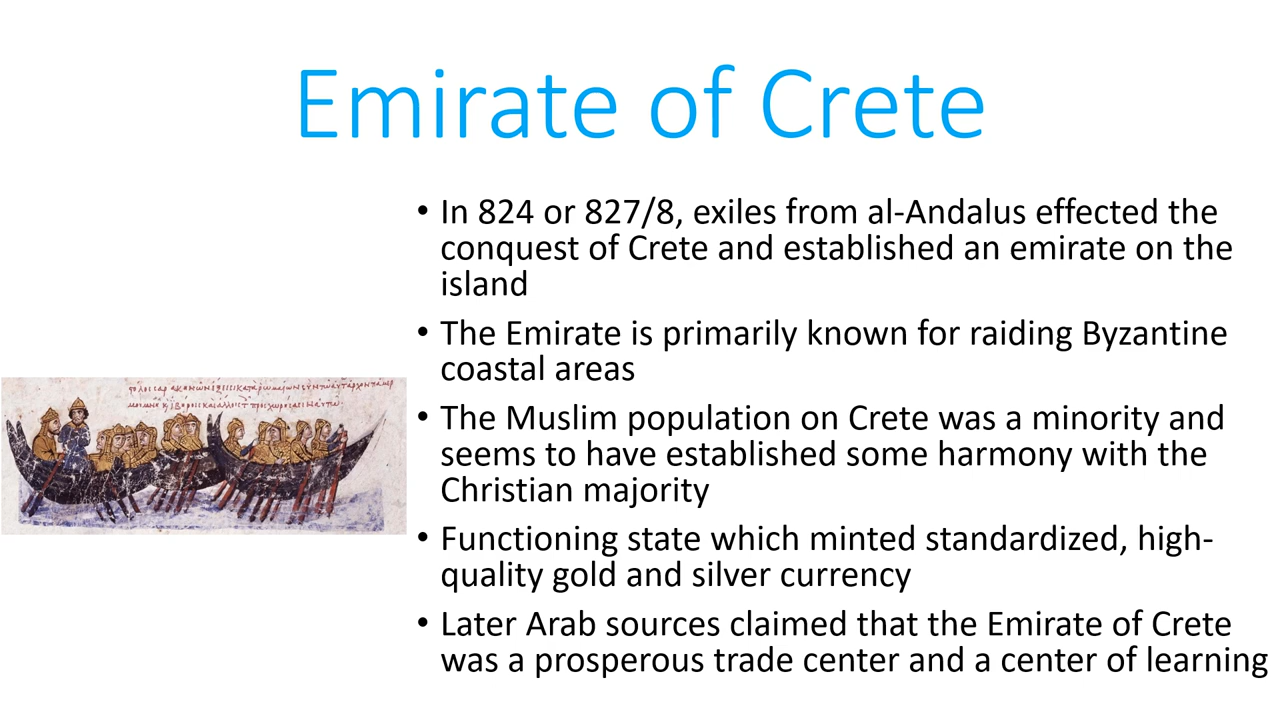 Emirate of Crete
• In 824 or 827/8, exiles from al-Andalus effected the
conquest of Crete and established an emirate on the
island
• The Emirate is primarily known for raiding Byzantine
coastal areas
• The Muslim population on Crete was a minority and
seems to have established some harmony with the
Christian majority
• Functioning state which minted standardized, high-
quality gold and silver currency
• Later Arab sources claimed that the Emirate of Crete
was a prosperous trade center and a center of learning